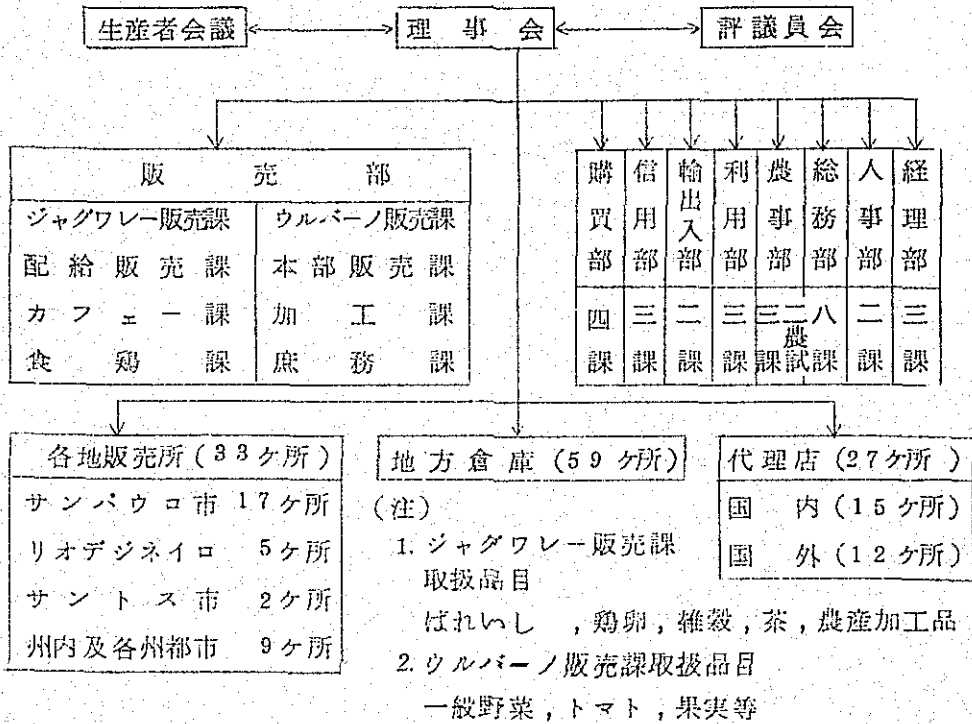 生産者会議 理事会 評議員会
販売部
ジャグワレー販売課 ウルバーノ販売課
配給販売課 本部販売課
カフェー課 加工課
食鶏課 庶務課
購買部 四課
信用部 三課
輸出入部 二課
利用部 三課
農事部 三課 二農試
総務部 八課
人事部 二課
経理部 三課
各地販売所(33ケ所)
サンパウロ市 17ケ所
リオデジネイロ 5ケ所
サントス市 2ケ所
州内及各州都市 9ケ所
地方倉庫(59ケ所)
(注)
1. ジャグワレー販売課
取扱品目
ばれいしょ,鶏卵,雑穀,茶,農産加工品
2. ウルバーノ販売課取扱品目
一般野菜,トマト,果実等
代理店(27ケ所)
国内(15ケ所)
国外(12ケ所)